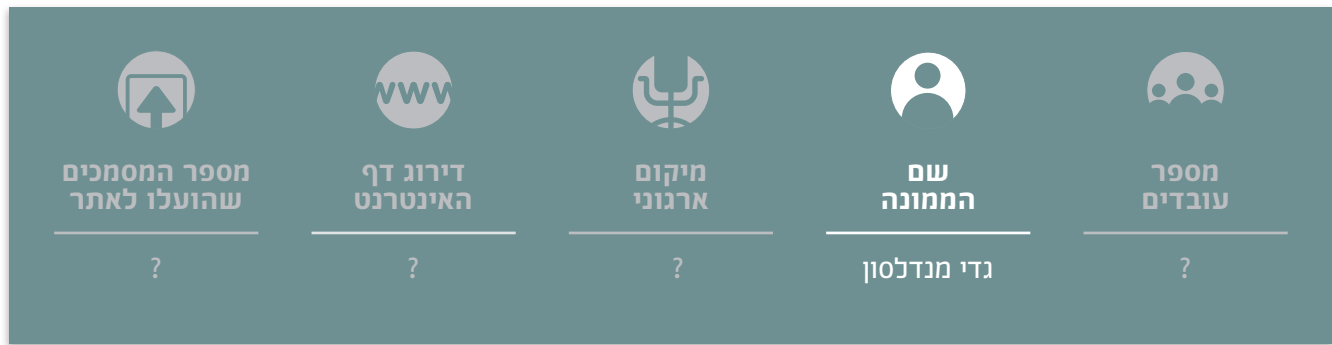 מספר
עובדים
?
שם
הממונה
גדי מנדלסון
מיקום
ארגוני
?
www
דירוג דף
האינטרנט
?
מספר המסמכים
שהועלו לאתר
?